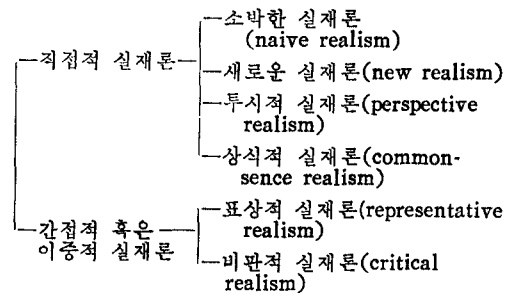 소박한 실재론
(naive realism)
직접적 실재론
새로운 실재론(new realism)
투시적 실재론(perspective
realism)
상식적 실재론(common-
sence realism)
간접적 혹은
이중적 실재론
표상적 실재론(representative
realism)
비판적 실재론(critical
realism)